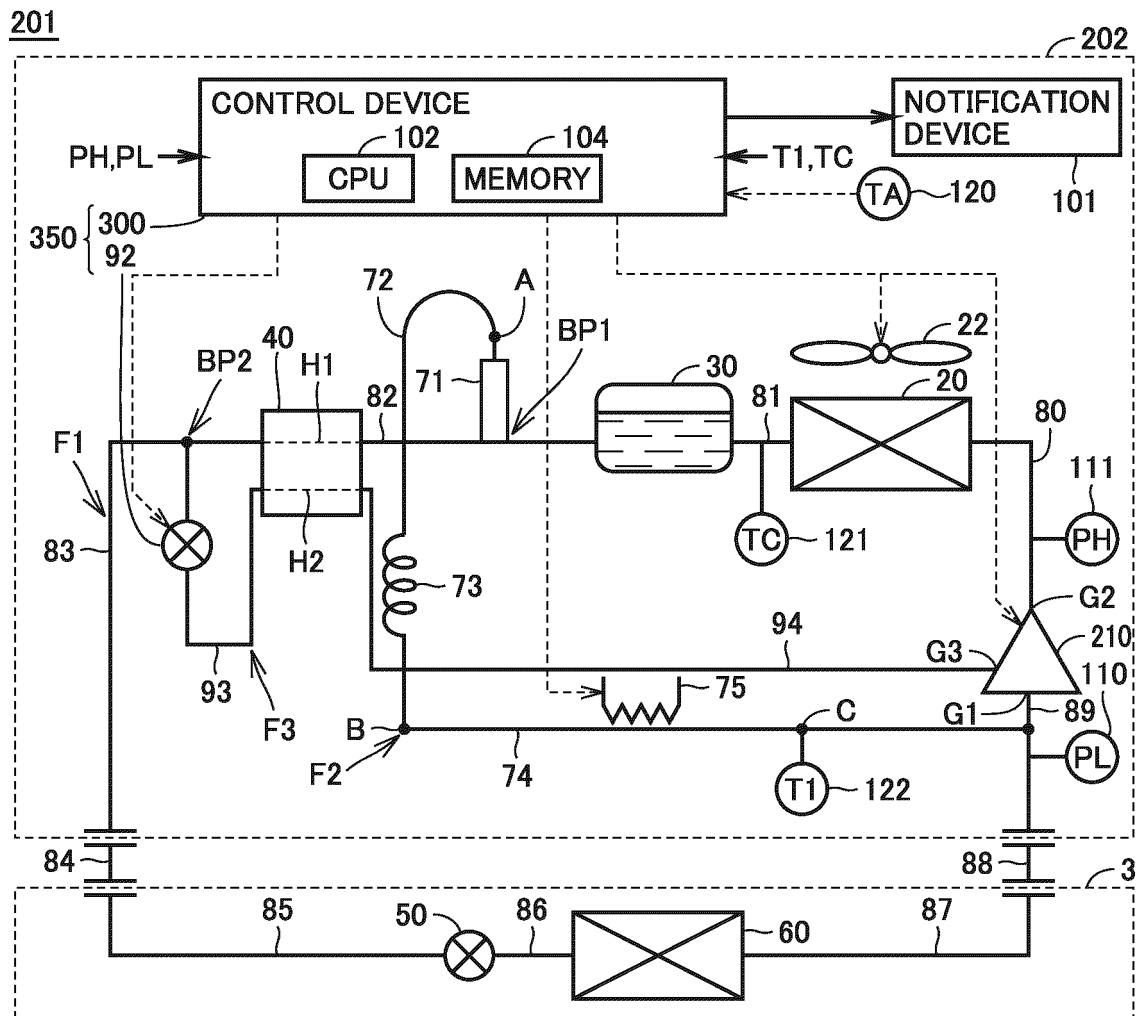 201
202
CONTROL DEVICE
NOTIFICATION
DEVICE
102
104
PH,PL
CPU
MEMORY
T1,TC
TA
120
101
350
300
92
72
A
BP1
22
BP2
40
H1
71
30
20
82
81
80
F1
111
TC
121
PH
83
H2
73
G2
94
G3
210
93
75
110
F3
B
C
G1
89
F2
74
T1
122
PL
84
88
3
85
50
86
60
87